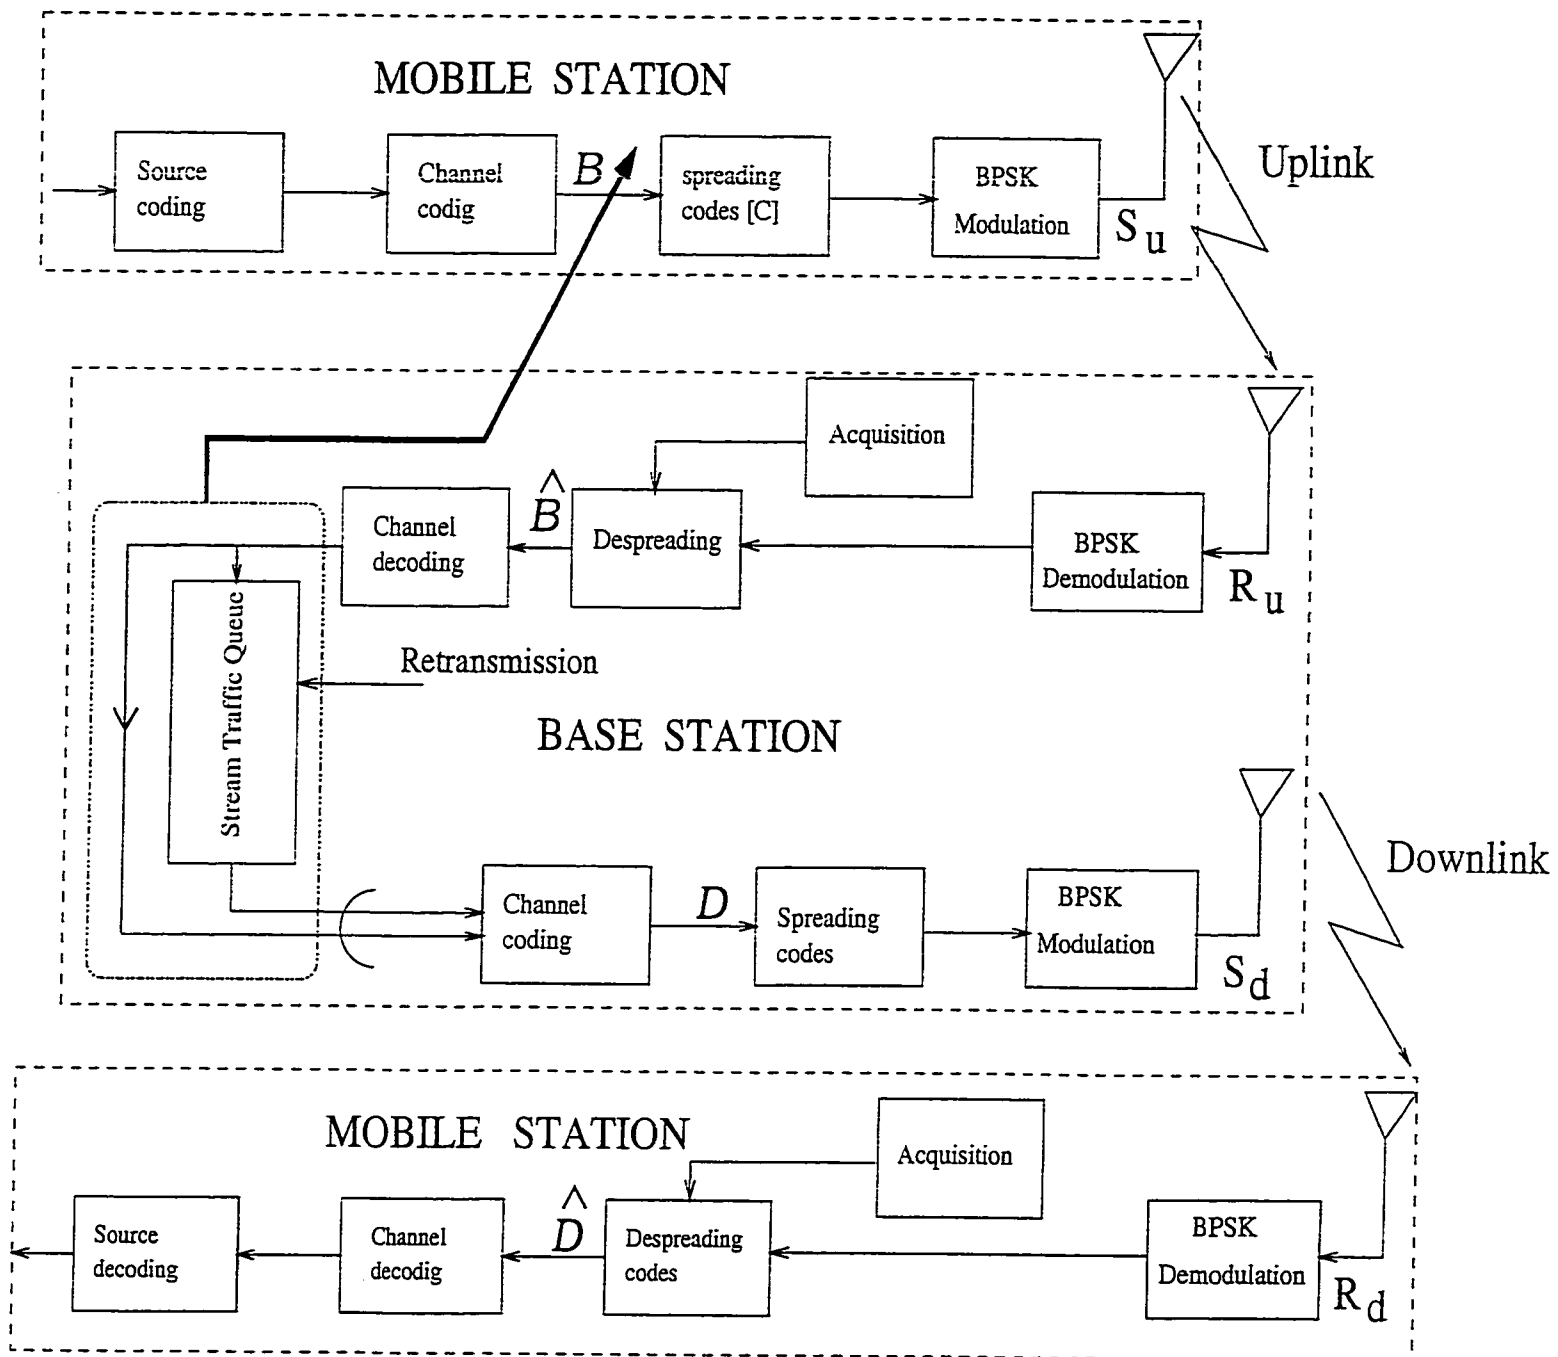 MOBILE STATION
Source
coding
Channel
codig
B
spreading
codes [C]
BPSK
Modulation
S u
Uplink
Acquisition
Channel
decoding
^
B
Despreading
BPSK
Demodulation
R u
Stream Traffic Queue
Retransmission
BASE STATION
Channel
coding
D
Spreading
codes
BPSK
Modulation
S d
Downlink
MOBILE STATION
Acquisition
Source
decoding
Channel
decodig
^
D
Despreading
codes
BPSK
Demodulation
R d